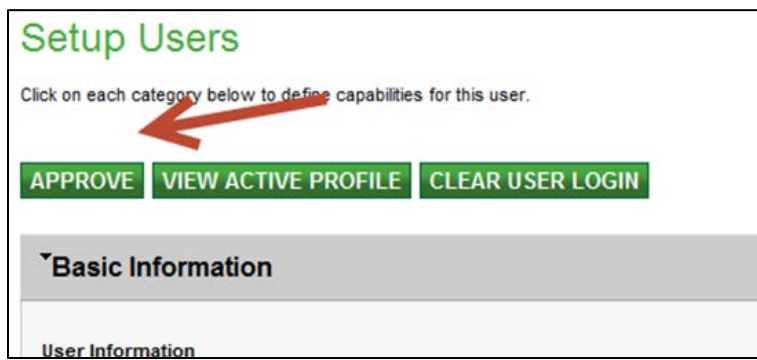 Setup Users
Click on each category below to define capabilities for this user.
APPROVE VIEW ACTIVE PROFILE CLEAR USER LOGIN
Basic Information
User Information